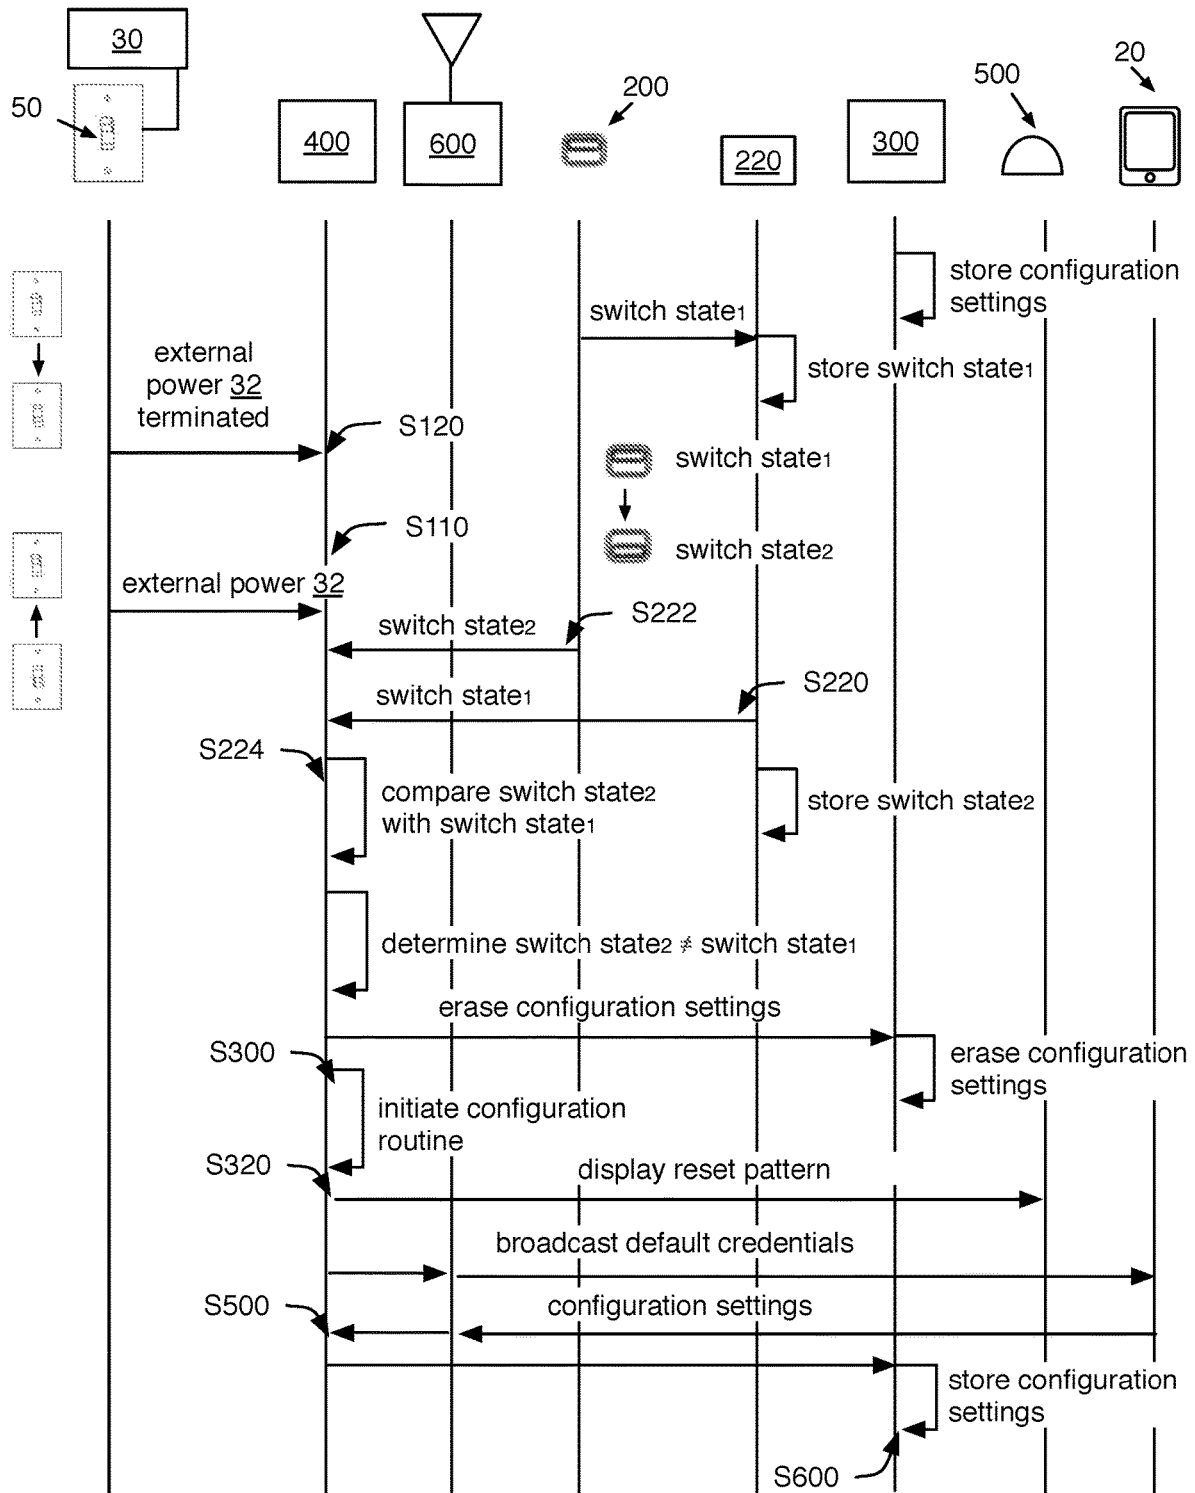 30
50
400
600
200
220
300
500
20
store configuration
settings
switch state1
store switch state1
external
power 32
terminated
S120
switch state1
S110
switch state2
external power 32
S222
switch state2
S220
switch state1
S224
compare switch state2
with switch state1
store switch state2
determine switch state2 ≠ switch state1
erase configuration settings
S300
erase configuration
settings
initiate configuration
routine
S320
display reset pattern
broadcast default credentials
S500
configuration settings
store configuration
settings
S600